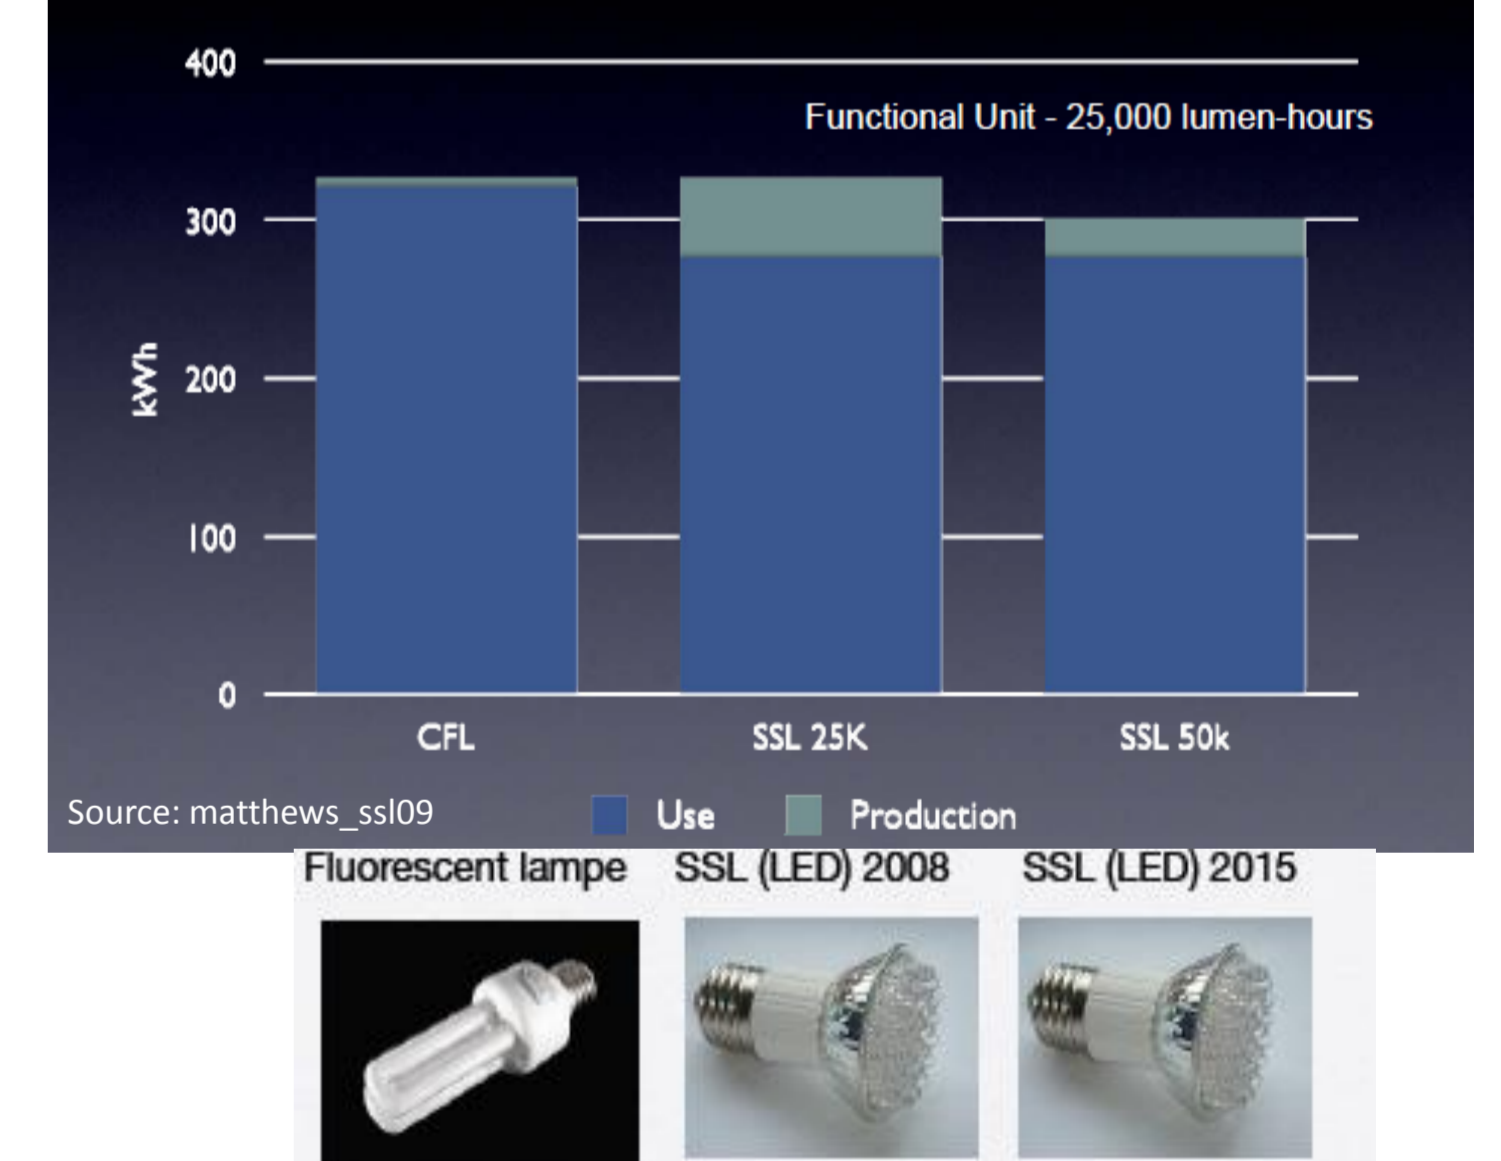 400
Functional Unit - 25,000 lumen-hours
300
kWh
200
100
0
CFL SSL 25K SSL 50k
Source: matthews_ssl09 Use Production
Fluorescent lampe SSL (LED) 2008 SSL (LED) 2015